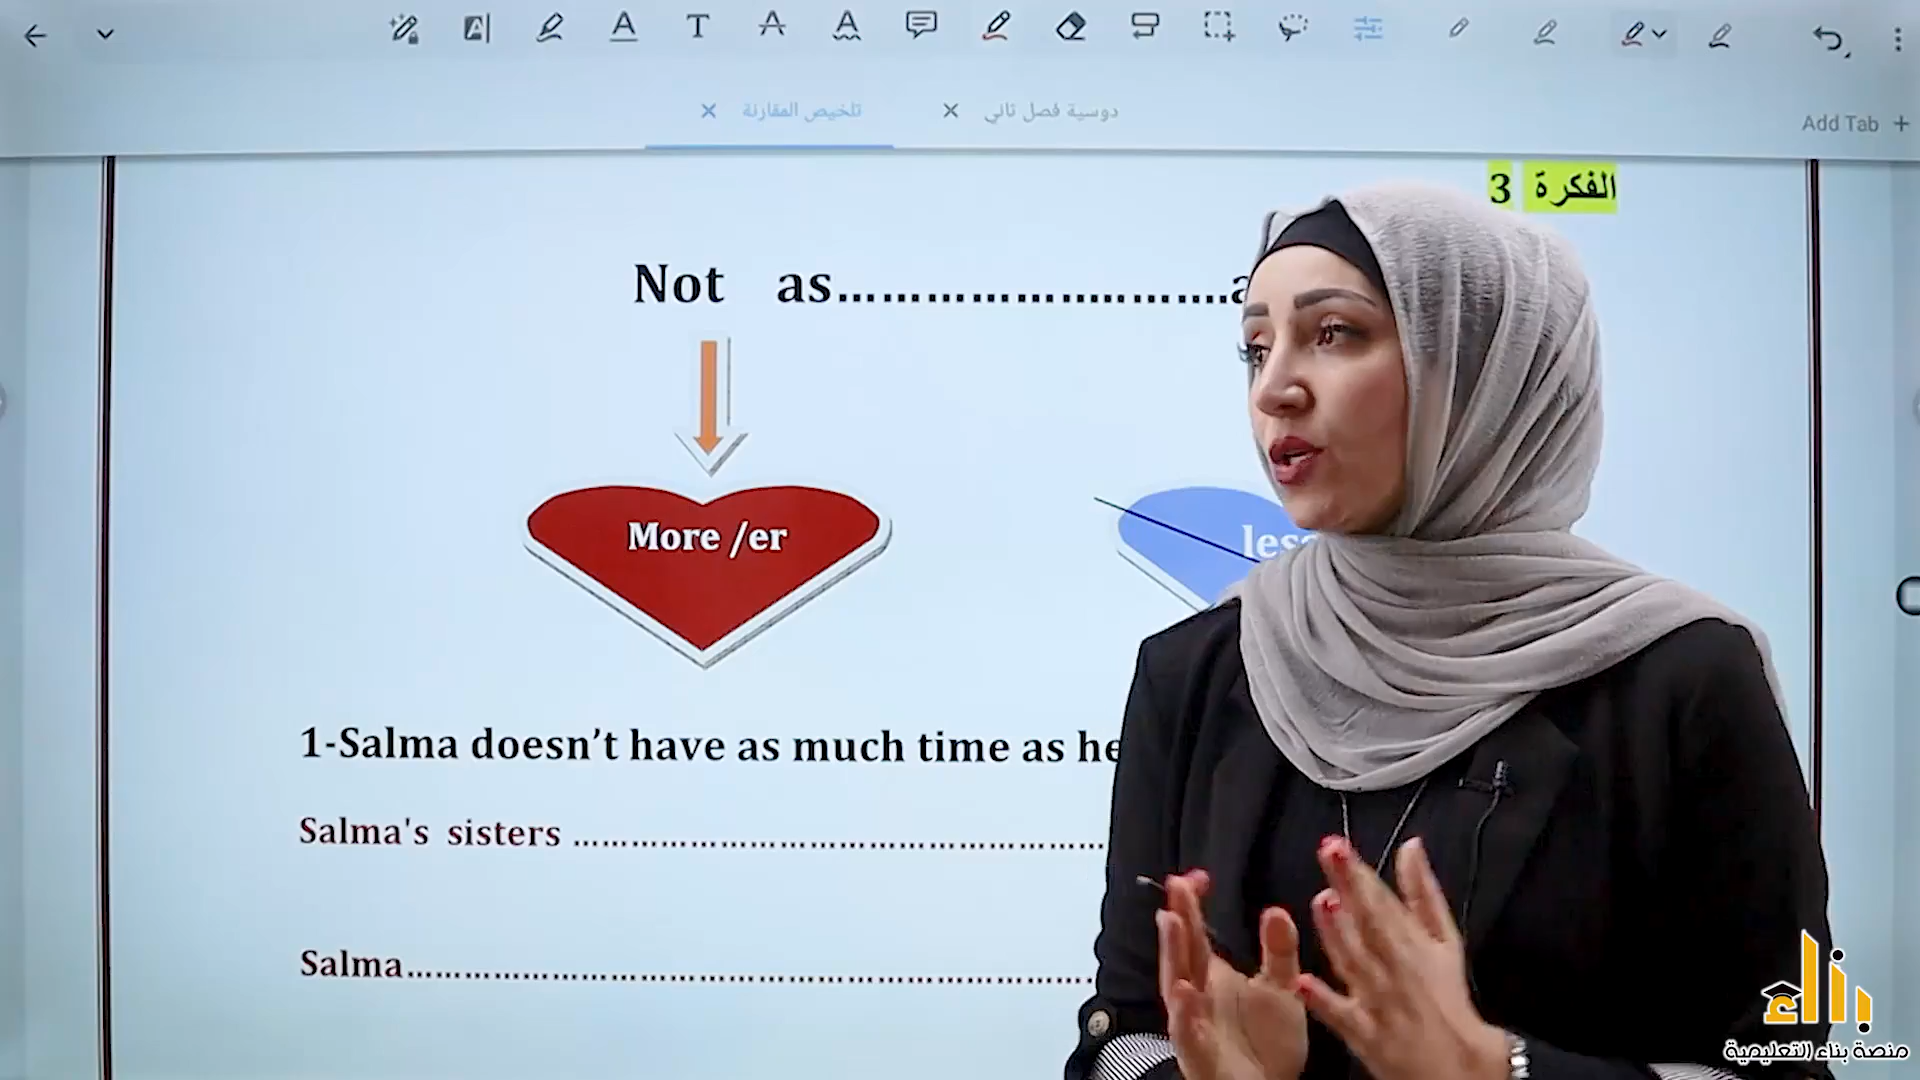 تلخيص المقارنة
دوسية فصل ثاني
Add Tab
الفكرة 3
Not as
More /er
1-Salma doesn't have as much time as
Salma's sisters
Salma
بناء
منصة بناء التعليمية